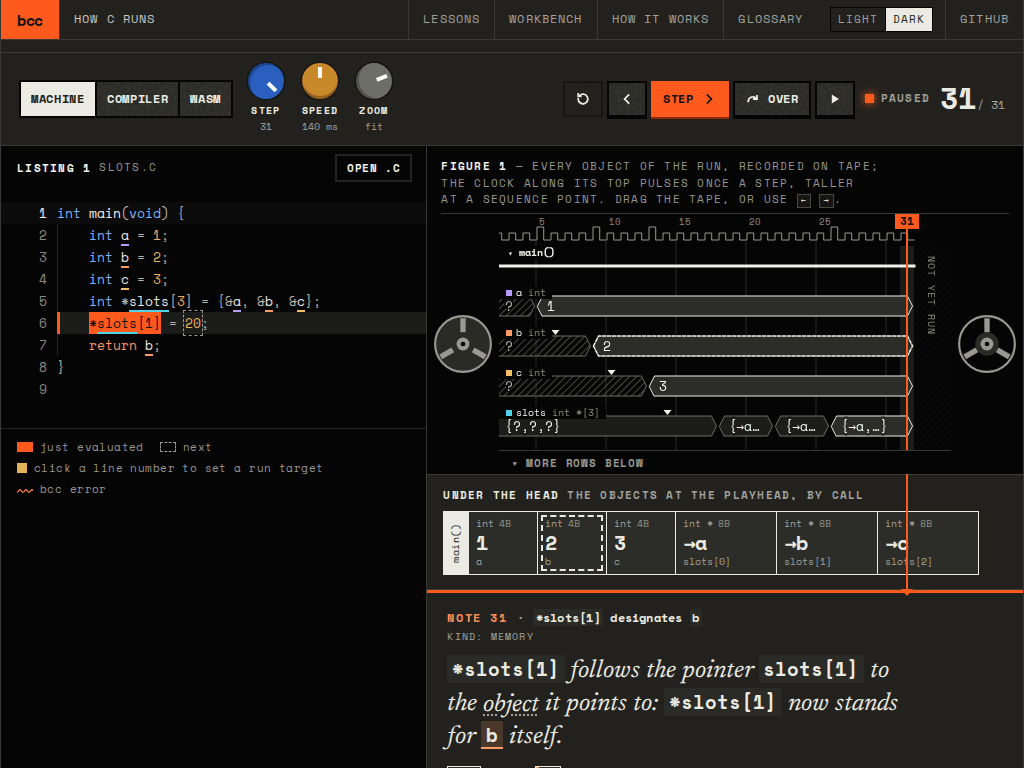 bcc HOW C RUNS LESSONS WORKBENCH HOW IT WORKS GLOSSARY LIGHT DARK GITHUB
MACHINE COMPILER WASM
STEP SPEED ZOOM
31 140 ms fit
STEP OVER PAUSED 31 / 31
LISTING 1 SLOTS.C OPEN .C
1 int main(void) {
2 int a = 1;
3 int b = 2;
4 int c = 3;
5 int *slots[3] = {&a, &b, &c};
6 *slots[1] = 20;
7 return b;
8 }
9
just evaluated next
click a line number to set a run target
bcc error
FIGURE 1 — EVERY OBJECT OF THE RUN, RECORDED ON TAPE;
THE CLOCK ALONG ITS TOP PULSES ONCE A STEP, TALLER
AT A SEQUENCE POINT. DRAG THE TAPE, OR USE ← → .
5 10 15 20 25 31
▾ main()
NOT YET RUN
a int
? 1
b int
? 2
c int
? 3
slots int *[3]
{?,?,?} {→a… {→a… {→a,…}
▾ MORE ROWS BELOW
UNDER THE HEAD THE OBJECTS AT THE PLAYHEAD, BY CALL
main()
int 4B int 4B int 4B int * 8B int * 8B int * 8B
1 2 3 →a →b →c
a b c slots[0] slots[1] slots[2]
NOTE 31 · *slots[1] designates b
KIND: MEMORY
*slots[1] follows the pointer slots[1] to
the object it points to: *slots[1] now stands
for b itself.